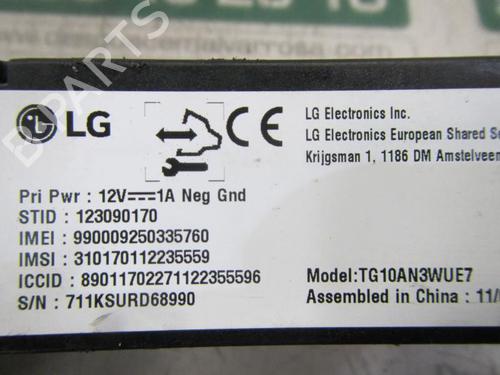 LG
CE
LG Electronics Inc.
LG Electronics European Shared Se
Krijgsman 1, 1186 DM Amstelveen
Pri Pwr : 12V⎓1A Neg Gnd
STID : 123090170
IMEI : 990009250335760
IMSI : 310170112235559
ICCID : 89011702271122355596
S/N : 711KSURD68990
Model:TG10AN3WUE7
Assembled in China : 11/
B PARTS